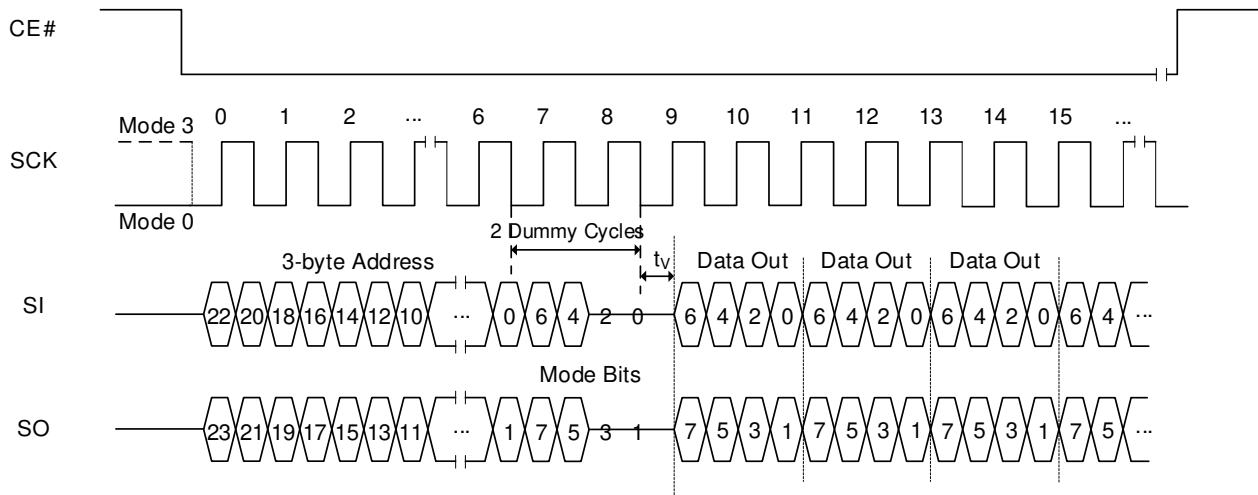 CE#
0 1 2 ... 6 7 8 9 10 11 12 13 14 15 ...
Mode 3
SCK
Mode 0
2 Dummy Cycles
tV
3-byte Address
Data Out Data Out Data Out
SI
22 20 18 16 14 12 10 ... 0 6 4 2 0 6 4 2 0 6 4 2 0 6 4 2 0 6 4 ...
Mode Bits
SO
23 21 19 17 15 13 11 ... 1 7 5 3 1 7 5 3 1 7 5 3 1 7 5 3 1 7 5 ...